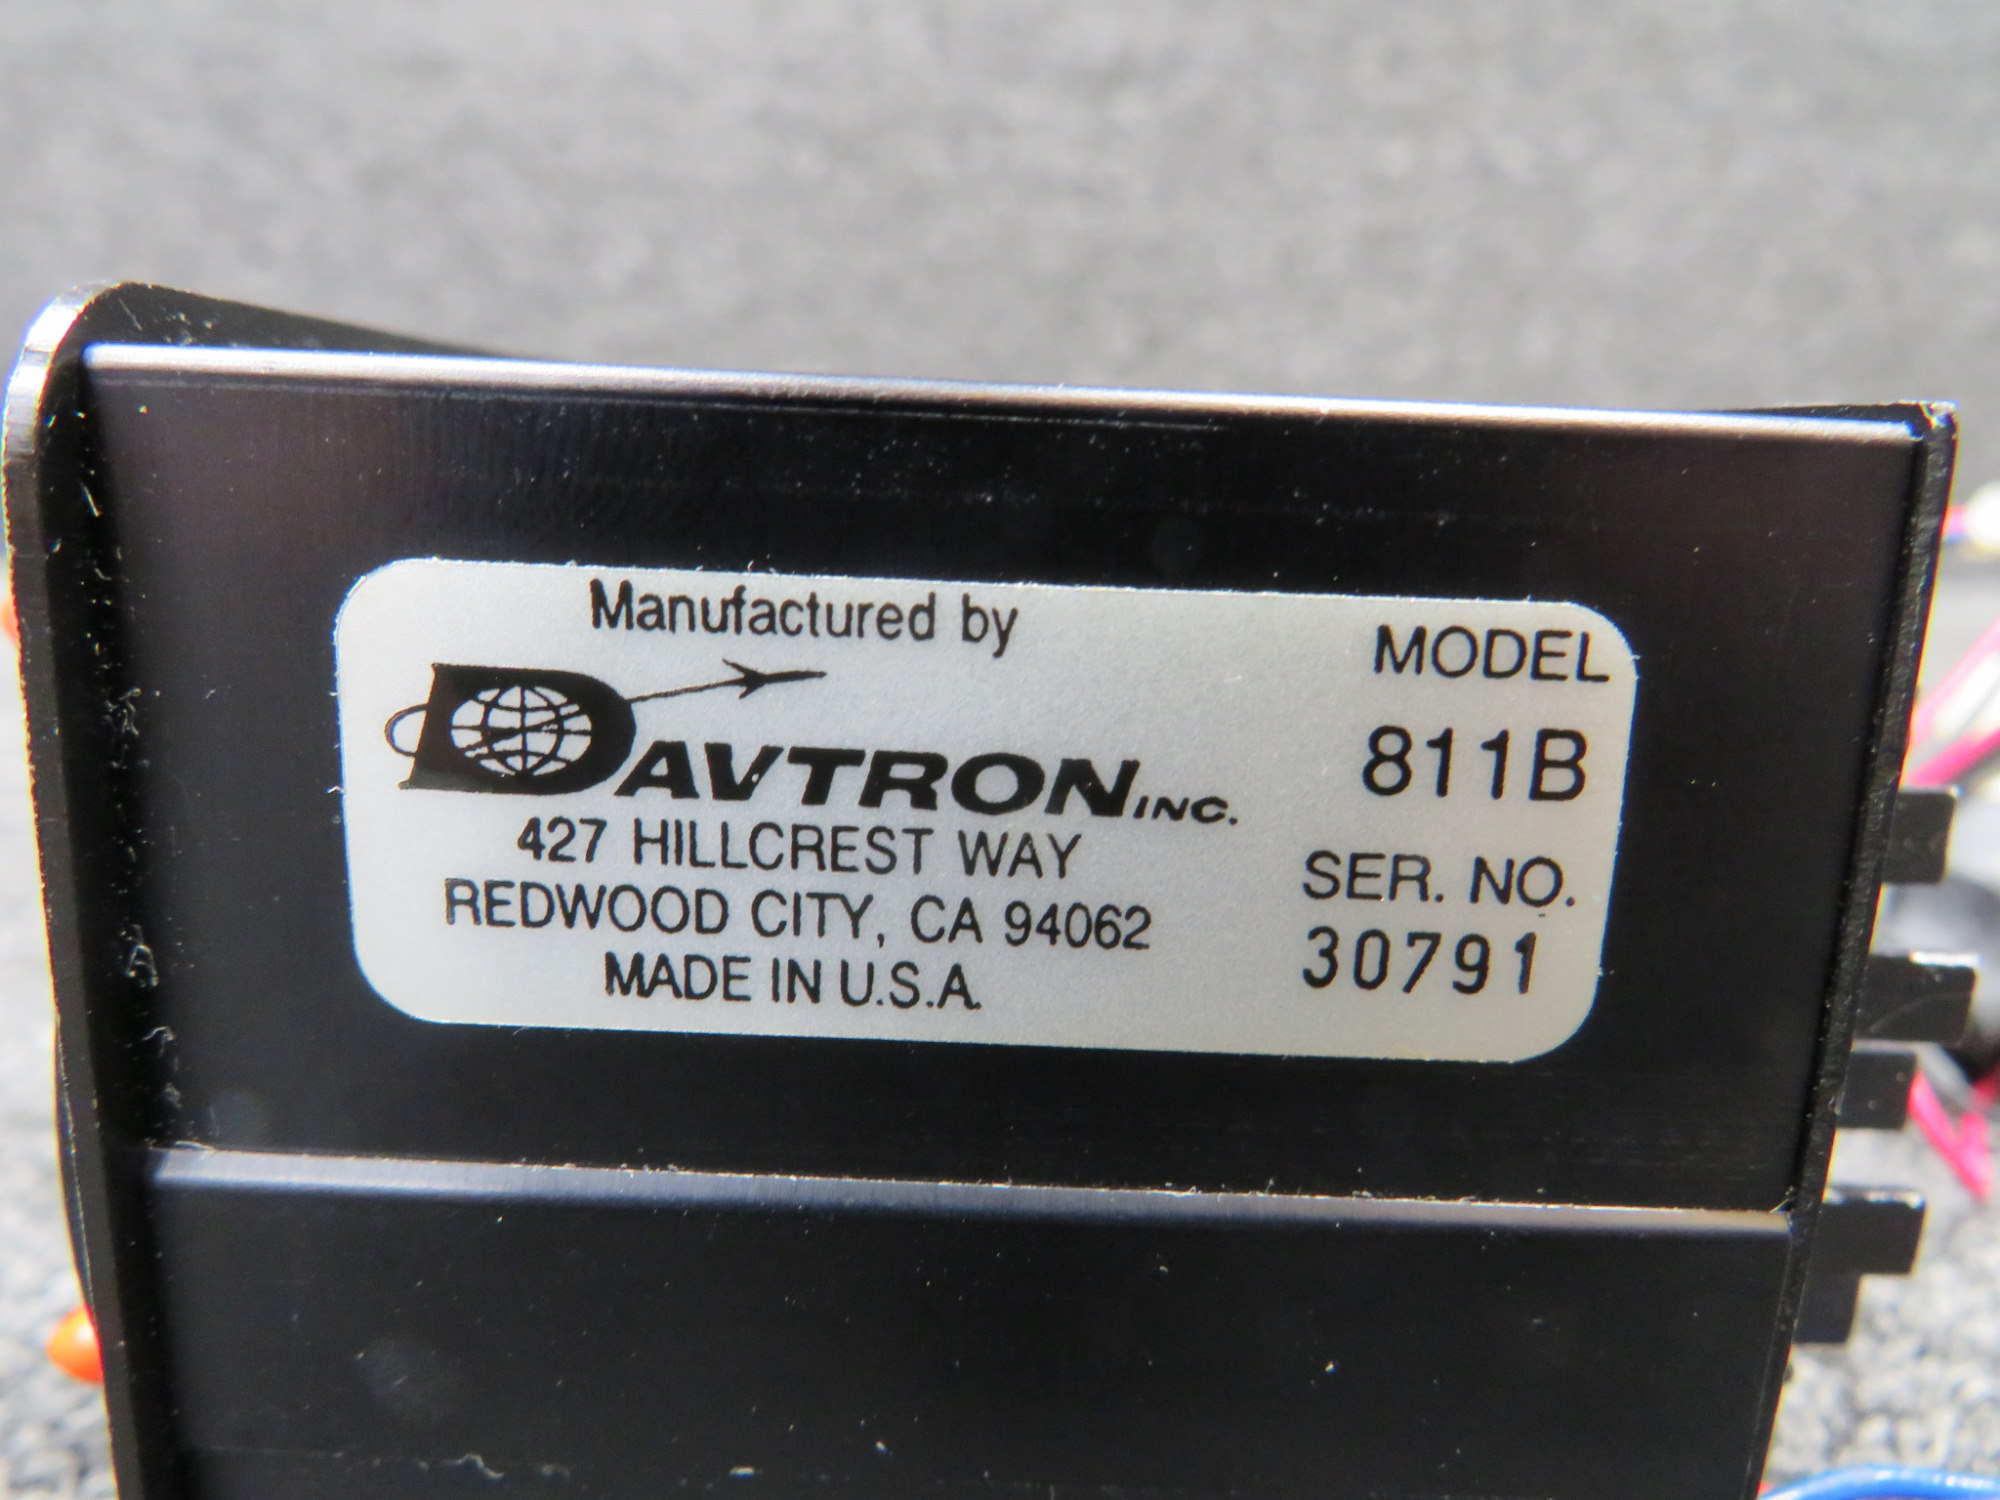 Manufactured by
DAVTRON INC.
427 HILLCREST WAY
REDWOOD CITY, CA 94062
MADE IN U.S.A.
MODEL
811B
SER. NO.
30791